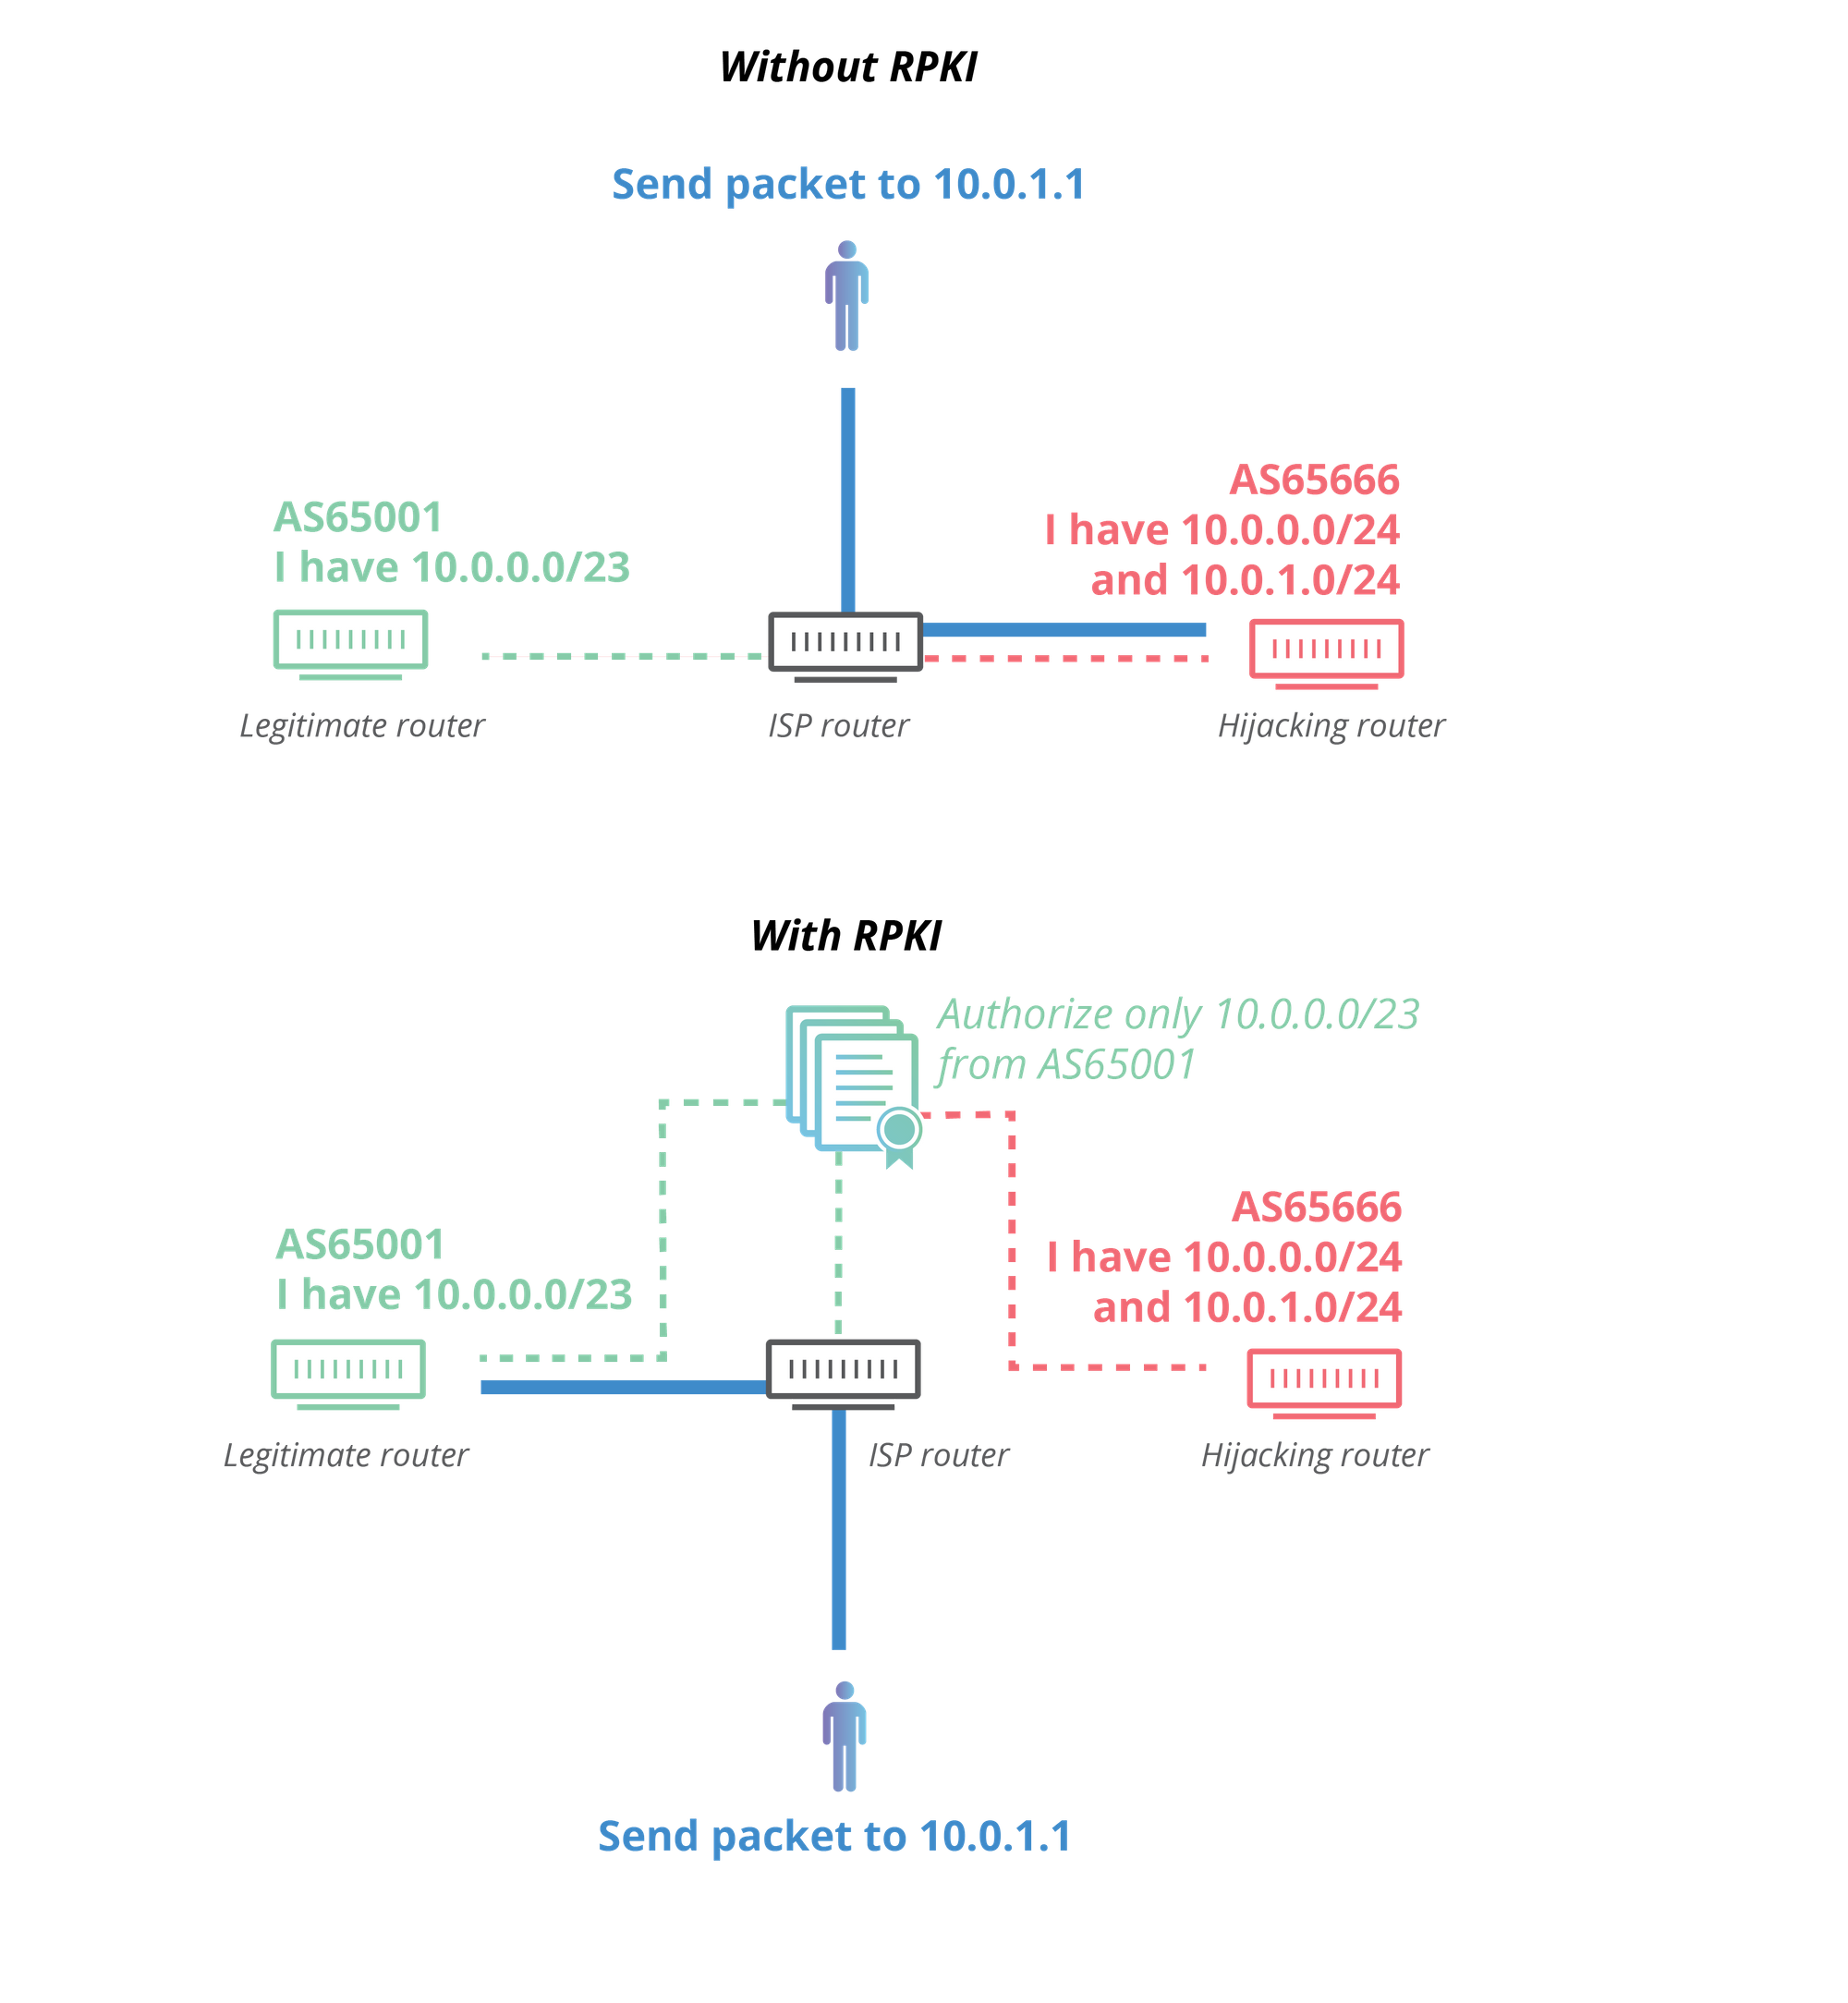 Without RPKI
Send packet to 10.0.1.1
AS65001
I have 10.0.0.0/23
AS65666
I have 10.0.0.0/24
and 10.0.1.0/24
Legitimate router
ISP router
Hijacking router
With RPKI
Authorize only 10.0.0.0/23
from AS65001
AS65001
I have 10.0.0.0/23
AS65666
I have 10.0.0.0/24
and 10.0.1.0/24
Legitimate router
ISP router
Hijacking router
Send packet to 10.0.1.1